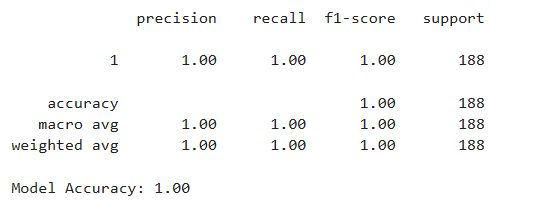 precision recall f1-score support
1 1.00 1.00 1.00 188
accuracy 1.00 188
macro avg 1.00 1.00 1.00 188
weighted avg 1.00 1.00 1.00 188
Model Accuracy: 1.00